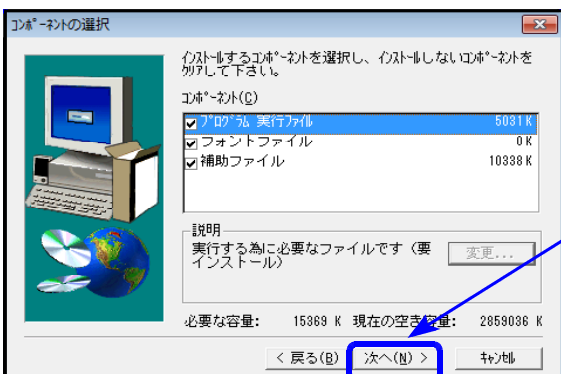 ｺﾝﾎﾟｰﾈﾝﾄの選択
ｲﾝｽﾄｰﾙするｺﾝﾎﾟｰﾈﾝﾄを選択し、ｲﾝｽﾄｰﾙしないｺﾝﾎﾟｰﾈﾝﾄを
ｸﾘｱして下さい。
ｺﾝﾎﾟｰﾈﾝﾄ(C)
ﾌﾟﾛｸﾞﾗﾑ 実行ﾌｧｲﾙ 5031 K
フォントファイル 0 K
補助ファイル 10338 K
説明
実行する為に必要なファイルです（要
インストール）
変更...
必要な容量: 15369 K 現在の空き容量: 2859036 K
< 戻る(B) 次へ(N) > ｷｬﾝｾﾙ